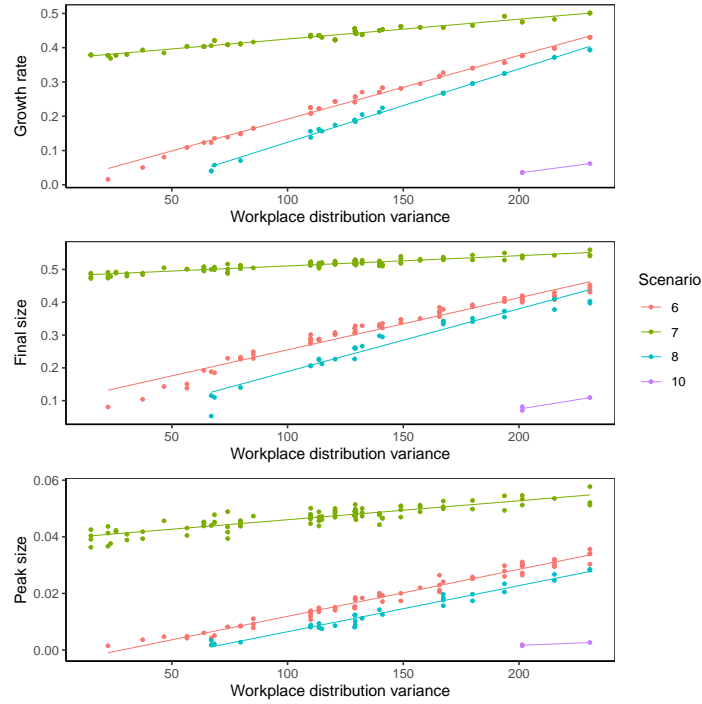 0.5
0.4
0.3
0.2
0.1
0.0
Growth rate
50 100 150 200
Workplace distribution variance
0.5
0.4
0.3
0.2
0.1
Final size
50 100 150 200
Workplace distribution variance
Scenario
6
7
8
10
0.06
0.04
0.02
0.00
Peak size
50 100 150 200
Workplace distribution variance